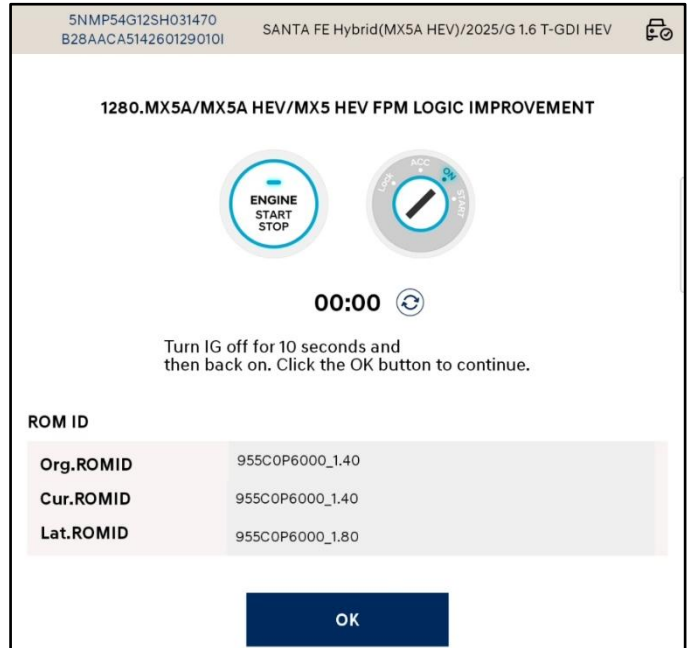 5NMP54G12SH031470
B28AACA514260129010I
SANTA FE Hybrid(MX5A HEV)/2025/G 1.6 T-GDI HEV
1280.MX5A/MX5A HEV/MX5 HEV FPM LOGIC IMPROVEMENT
ENGINE
START
STOP
Lock
ACC
ON
START
00:00
Turn IG off for 10 seconds and
then back on. Click the OK button to continue.
ROM ID
Org.ROMID 955C0P6000_1.40
Cur.ROMID 955C0P6000_1.40
Lat.ROMID 955C0P6000_1.80
OK